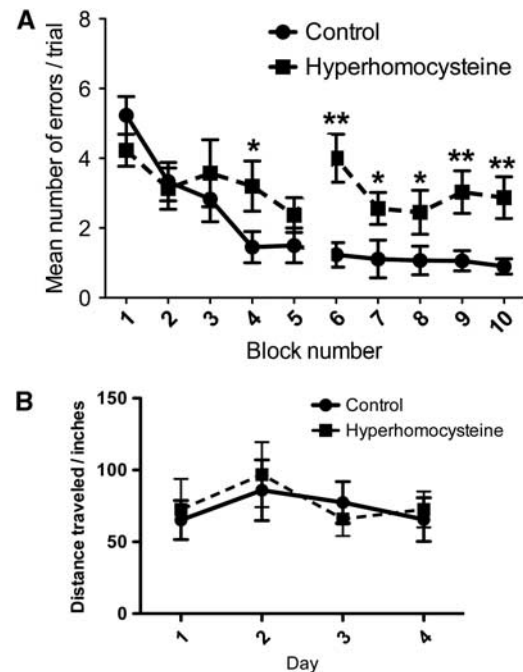 A
Mean number of errors / trial
8
6
4
2
0
Control
Hyperhomocysteine
*
**
*
*
**
**
1 2 3 4 5 6 7 8 9 10
Block number
B
Distance traveled / inches
150
100
50
0
Control
Hyperhomocysteine
1 2 3 4
Day